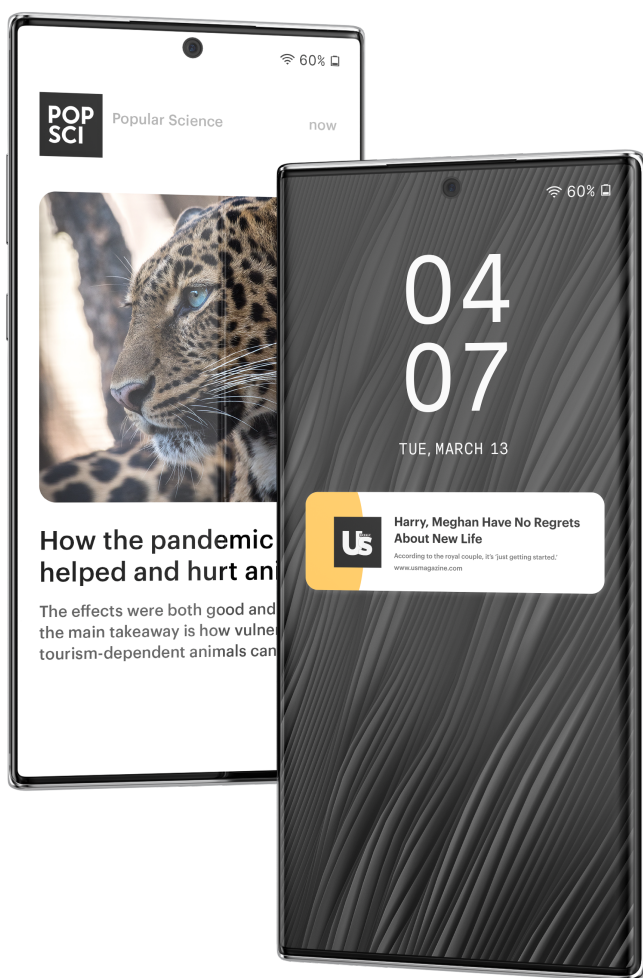 60%
POP
SCI
Popular Science
now
How the pandemic
helped and hurt ani
The effects were both good and
the main takeaway is how vulner
tourism-dependent animals can
60%
04
07
TUE, MARCH 13
Us
Harry, Meghan Have No Regrets
About New Life
According to the royal couple, it's 'just getting started.'
www.usmagazine.com